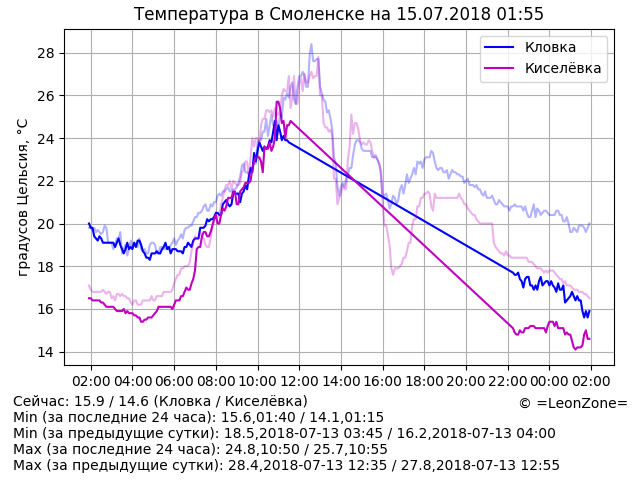 Температура в Смоленске на 15.07.2018 01:55
Кловка
Киселёвка
градусов Цельсия, °C
28
26
24
22
20
18
16
14
02:00 04:00 06:00 08:00 10:00 12:00 14:00 16:00 18:00 20:00 22:00 00:00 02:00
Сейчас: 15.9 / 14.6 (Кловка / Киселёвка)
© =LeonZone=
Min (за последние 24 часа): 15.6,01:40 / 14.1,01:15
Min (за предыдущие сутки): 18.5,2018-07-13 03:45 / 16.2,2018-07-13 04:00
Max (за последние 24 часа): 24.8,10:50 / 25.7,10:55
Max (за предыдущие сутки): 28.4,2018-07-13 12:35 / 27.8,2018-07-13 12:55